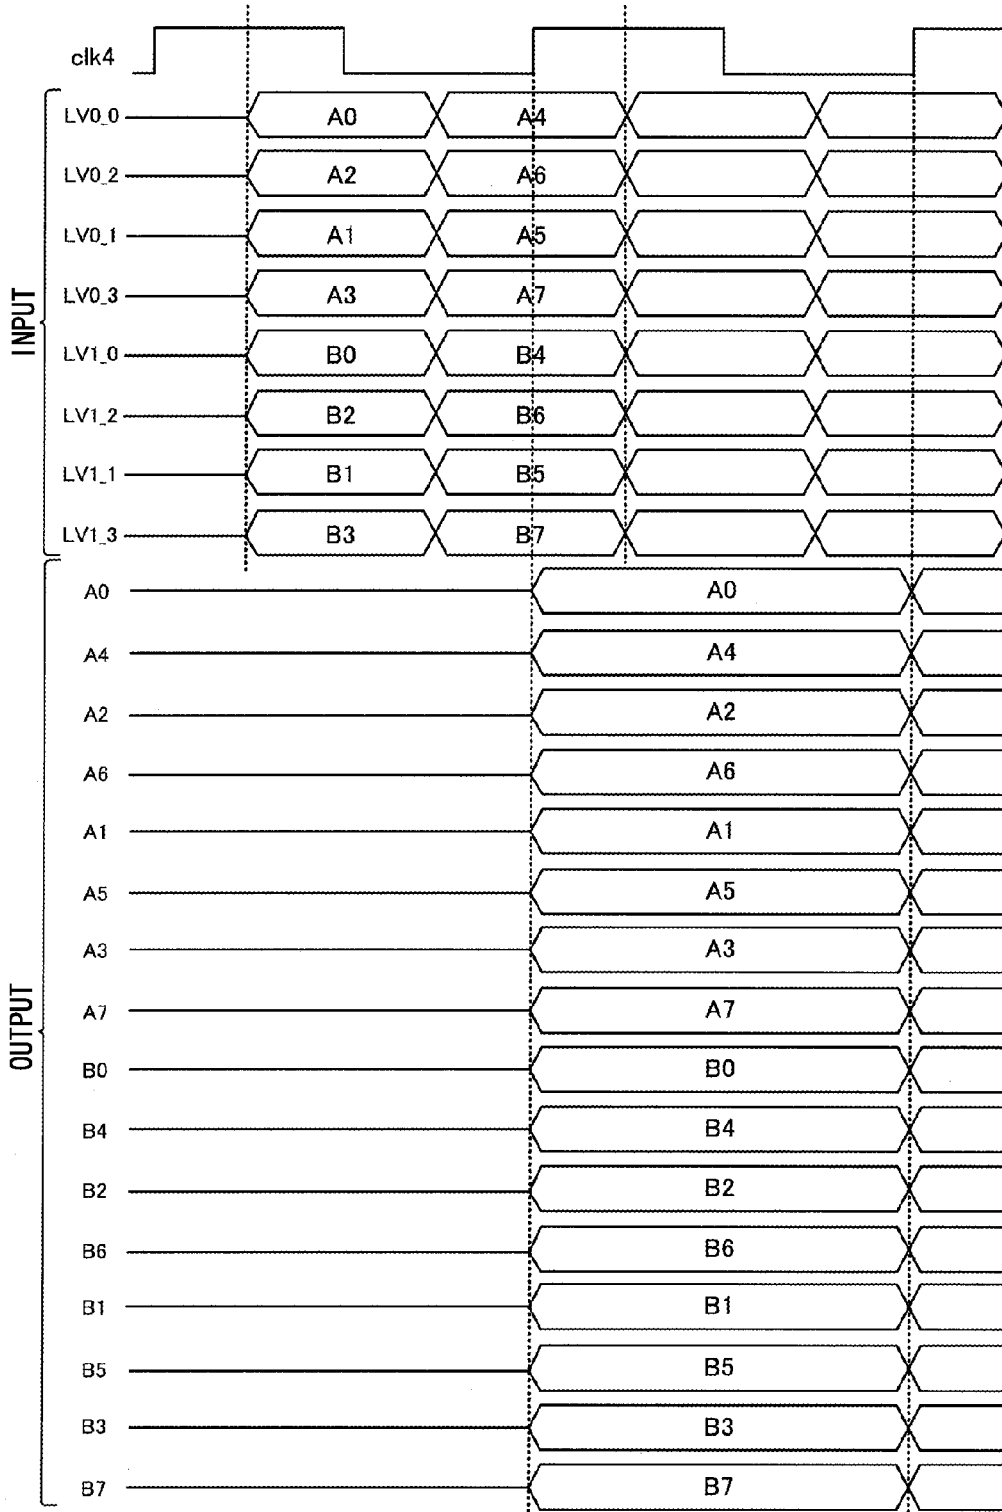 clk4
INPUT
LV0_0 A0 A4
LV0_2 A2 A6
LV0_1 A1 A5
LV0_3 A3 A7
LV1_0 B0 B4
LV1_2 B2 B6
LV1_1 B1 B5
LV1_3 B3 B7
OUTPUT
A0 A0
A4 A4
A2 A2
A6 A6
A1 A1
A5 A5
A3 A3
A7 A7
B0 B0
B4 B4
B2 B2
B6 B6
B1 B1
B5 B5
B3 B3
B7 B7